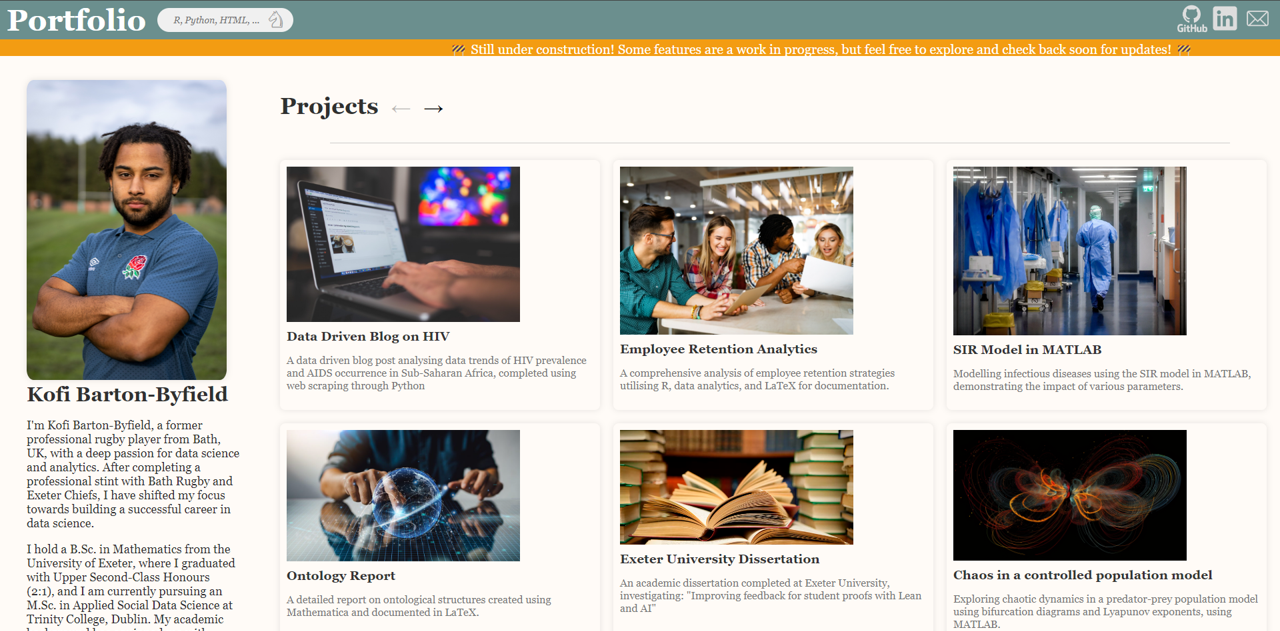 Portfolio
R, Python, HTML, ...
GitHub
in
Still under construction! Some features are a work in progress, but feel free to explore and check back soon for updates!
Kofi Barton-Byfield
I'm Kofi Barton-Byfield, a former
professional rugby player from Bath,
UK, with a deep passion for data science
and analytics. After completing a
professional stint with Bath Rugby and
Exeter Chiefs, I have shifted my focus
towards building a successful career in
data science.
I hold a B.Sc. in Mathematics from the
University of Exeter, where I graduated
with Upper Second-Class Honours
(2:1), and I am currently pursuing an
M.Sc. in Applied Social Data Science at
Trinity College, Dublin. My academic
Projects ← →
Data Driven Blog on HIV
A data driven blog post analysing data trends of HIV prevalence
and AIDS occurrence in Sub-Saharan Africa, completed using
web scraping through Python
Employee Retention Analytics
A comprehensive analysis of employee retention strategies
utilising R, data analytics, and LaTeX for documentation.
SIR Model in MATLAB
Modelling infectious diseases using the SIR model in MATLAB,
demonstrating the impact of various parameters.
Ontology Report
A detailed report on ontological structures created using
Mathematica and documented in LaTeX.
Exeter University Dissertation
An academic dissertation completed at Exeter University,
investigating: "Improving feedback for student proofs with Lean
and AI"
Chaos in a controlled population model
Exploring chaotic dynamics in a predator-prey population model
using bifurcation diagrams and Lyapunov exponents, using
MATLAB.